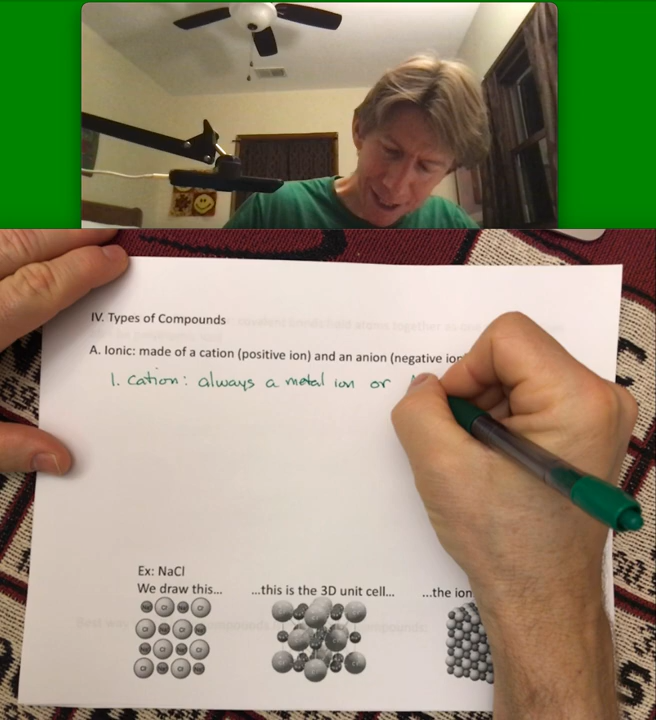 IV. Types of Compounds
A. Ionic: made of a cation (positive ion) and an anion (negative ion
1. Cation: always a metal ion or
Ex: NaCl
We draw this... ...this is the 3D unit cell... ...the ion